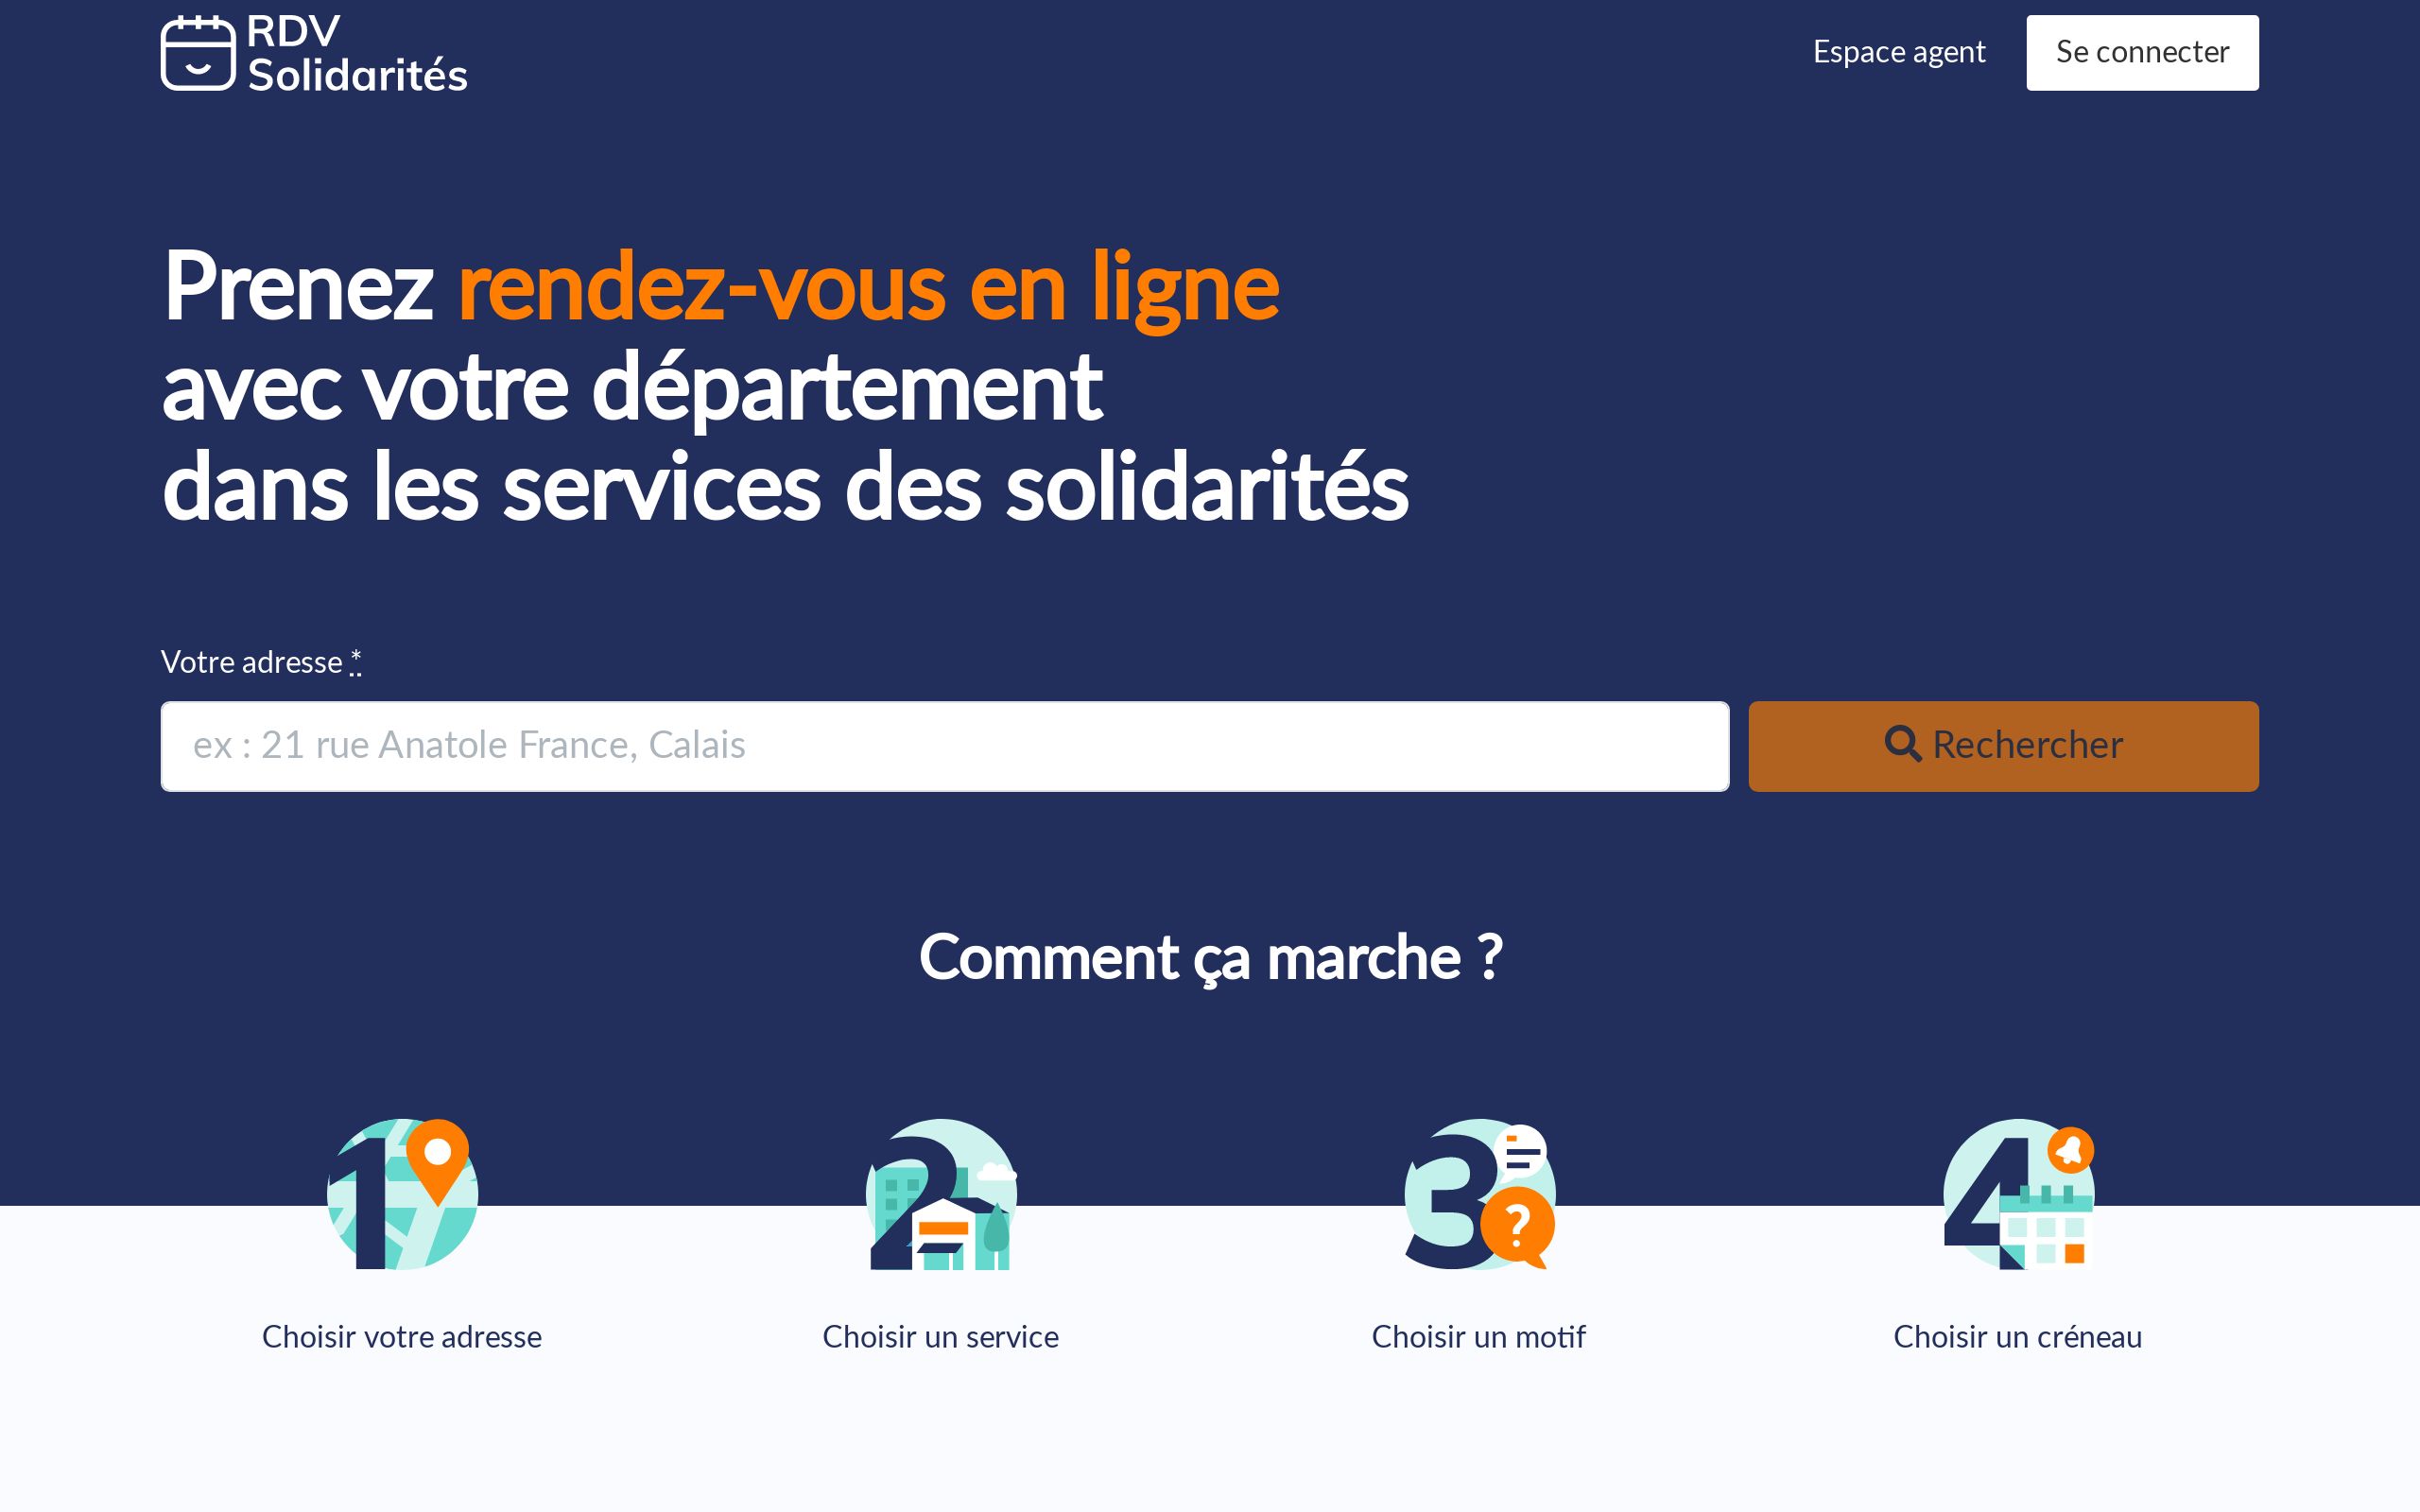 RDV
Solidarités
Espace agent
Se connecter
Prenez rendez-vous en ligne
avec votre département
dans les services des solidarités
Votre adresse *
ex : 21 rue Anatole France, Calais
Rechercher
Comment ça marche ?
1
2
3
?
4
Choisir votre adresse
Choisir un service
Choisir un motif
Choisir un créneau